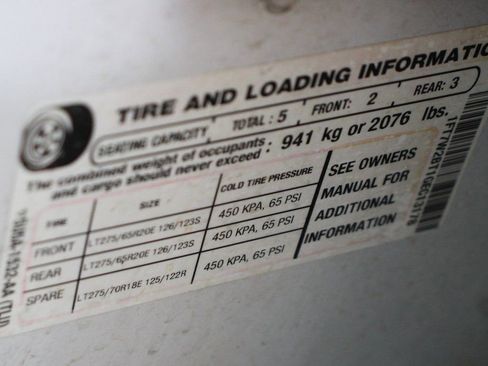 TIRE AND LOADING INFORMATIO
SEATING CAPACITY TOTAL: 5 FRONT: 2 REAR: 3
The combined weight of occupants
and cargo should never exceed: 941 kg or 2076 lbs.
TIRE SIZE COLD TIRE PRESSURE
FRONT LT275/65R20E 126/123S 450 KPA, 65 PSI
REAR LT275/65R20E 126/123S 450 KPA, 65 PSI
SPARE LT275/70R18E 125/122R 450 KPA, 65 PSI
SEE OWNERS
MANUAL FOR
ADDITIONAL
INFORMATION